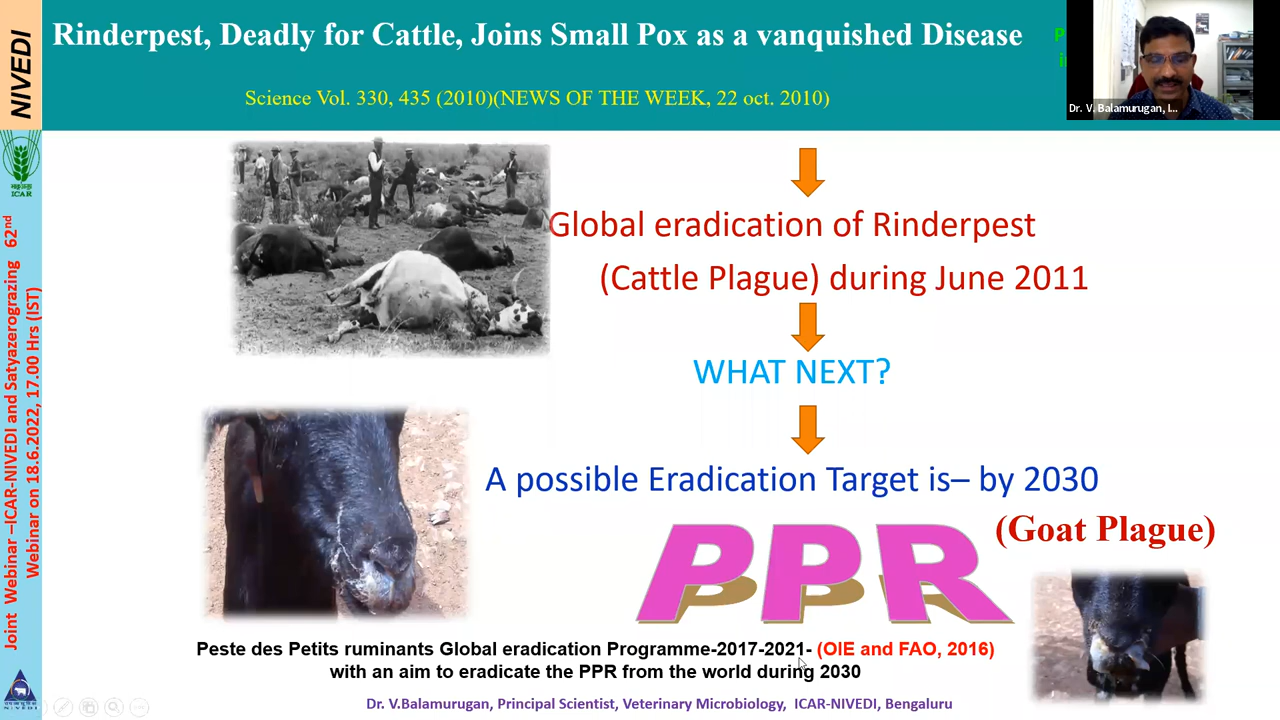 Rinderpest, Deadly for Cattle, Joins Small Pox as a vanquished Disease
Science Vol. 330, 435 (2010)(NEWS OF THE WEEK, 22 oct. 2010)
Dr. V. Balamurugan, I...
NIVEDI
ICAR
Joint Webinar –ICAR-NIVEDI and Satyazerograzing 62nd
Webinar on 18.6.2022, 17.00 Hrs (IST)
Global eradication of Rinderpest
(Cattle Plague) during June 2011
WHAT NEXT?
A possible Eradication Target is– by 2030
PPR
(Goat Plague)
Peste des Petits ruminants Global eradication Programme-2017-2021- (OIE and FAO, 2016)
with an aim to eradicate the PPR from the world during 2030
Dr. V.Balamurugan, Principal Scientist, Veterinary Microbiology, ICAR-NIVEDI, Bengaluru
NIVEDI